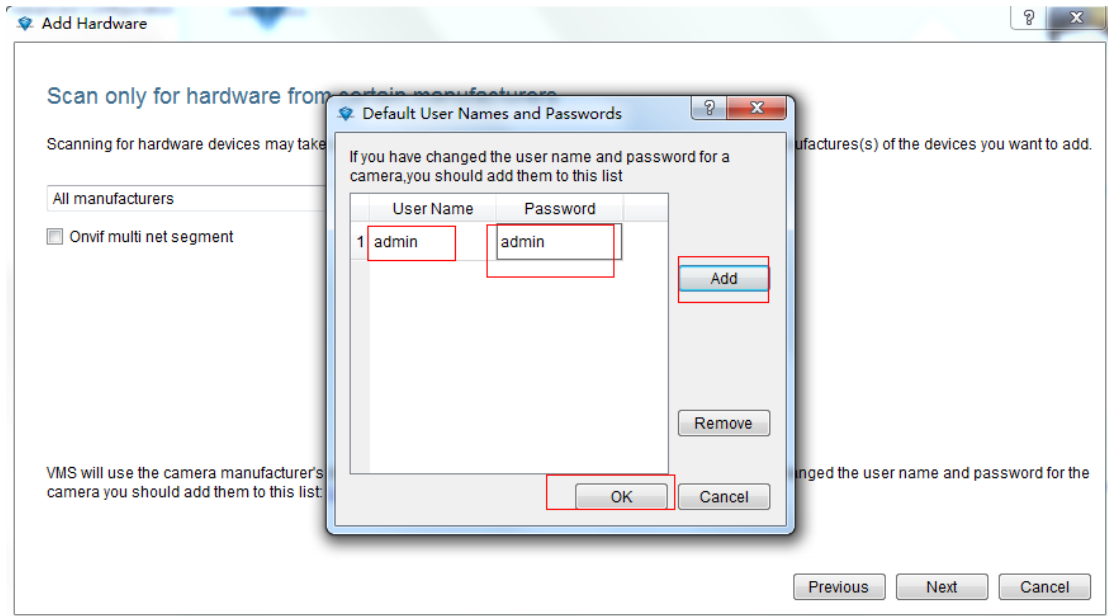 Add Hardware
Scan only for hardware from certain manufacturers
Scanning for hardware devices may take
ufactures(s) of the devices you want to add.
All manufacturers
Onvif multi net segment
VMS will use the camera manufacturer's
nged the user name and password for the
camera you should add them to this list:
Default User Names and Passwords
If you have changed the user name and password for a
camera,you should add them to this list
User Name Password
1 admin admin
Add
Remove
OK Cancel
Previous Next Cancel